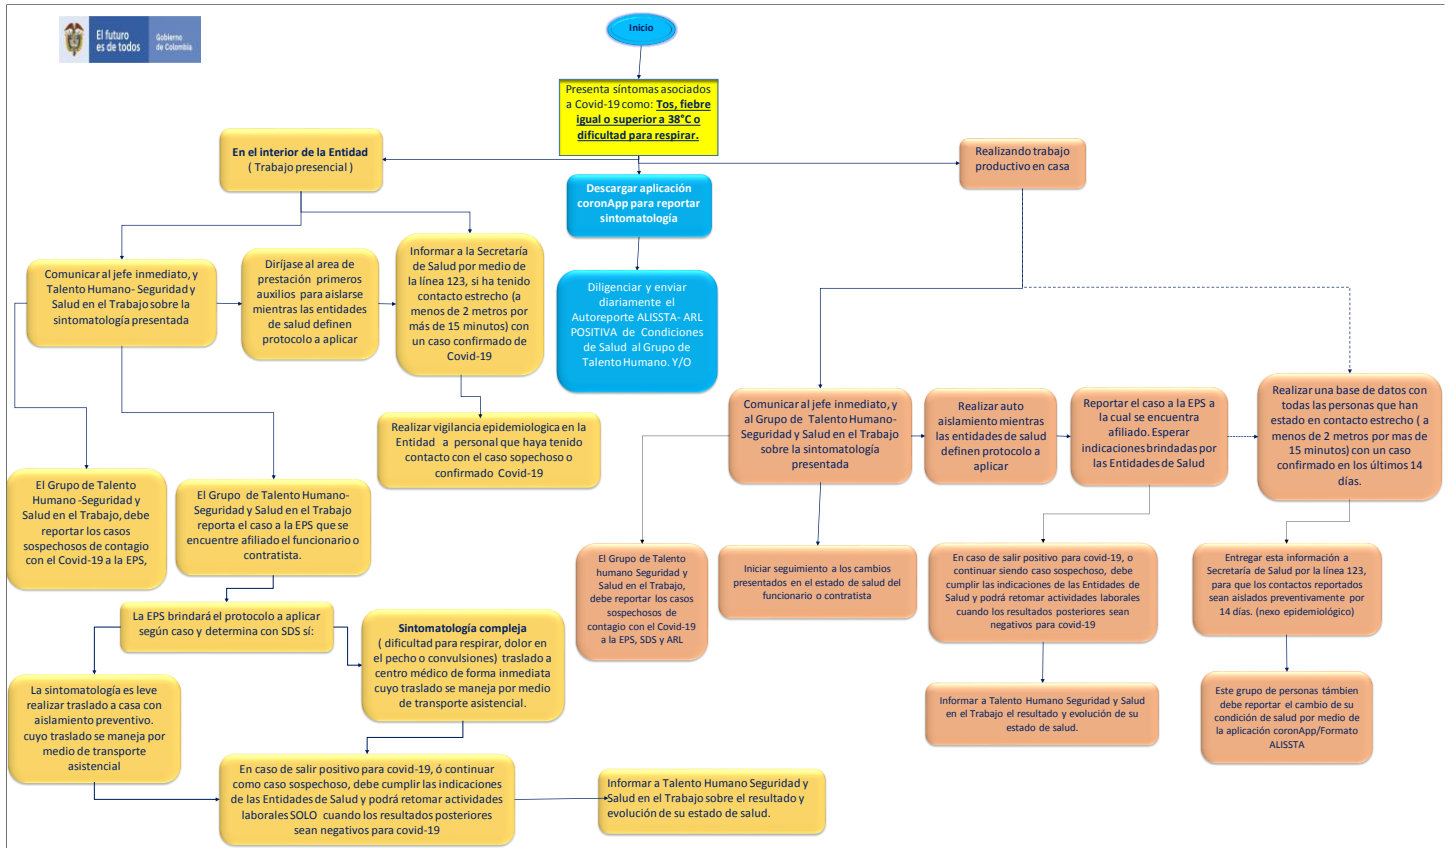 El futuro
es de todos
Gobierno
de Colombia
Inicio
Presenta síntomas asociados
a Covid-19 como: Tos, fiebre
igual o superior a 38°C o
dificultad para respirar.
En el interior de la Entidad
( Trabajo presencial )
Realizando trabajo
productivo en casa
Descargar aplicación
coronApp para reportar
sintomatología
Comunicar al jefe inmediato, y
Talento Humano- Seguridad y
Salud en el Trabajo sobre la
sintomatología presentada
Diríjase al area de
prestación primeros
auxilios para aislarse
mientras las entidades
de salud definen
protocolo a aplicar
Informar a la Secretaría
de Salud por medio de
la línea 123, si ha tenido
contacto estrecho (a
menos de 2 metros por
más de 15 minutos) con
un caso confirmado de
Covid-19
Diligenciar y enviar
diariamente el
Autoreporte ALISSTA- ARL
POSITIVA de Condiciones
de Salud al Grupo de
Talento Humano. Y/O
Realizar vigilancia epidemiologica en la
Entidad a personal que haya tenido
contacto con el caso sopechoso o
confirmado Covid-19
Comunicar al jefe inmediato, y
al Grupo de Talento Humano-
Seguridad y Salud en el Trabajo
sobre la sintomatología
presentada
Realizar auto
aislamiento mientras
las entidades de salud
definen protocolo a
aplicar
Reportar el caso a la EPS a
la cual se encuentra
afiliado. Esperar
indicaciones brindadas por
las Entidades de Salud
Realizar una base de datos con
todas las personas que han
estado en contacto estrecho ( a
menos de 2 metros por mas de
15 minutos) con un caso
confirmado en los últimos 14
días.
El Grupo de Talento
Humano -Seguridad y
Salud en el Trabajo, debe
reportar los casos
sospechosos de contagio
con el Covid-19 a la EPS,
El Grupo de Talento Humano-
Seguridad y Salud en el Trabajo
reporta el caso a la EPS que se
encuentre afiliado el funcionario o
contratista.
El Grupo de Talento
humano Seguridad y
Salud en el Trabajo,
debe reportar los casos
sospechosos de
contagio con el Covid-19
a la EPS, SDS y ARL
Iniciar seguimiento a los cambios
presentados en el estado de salud del
funcionario o contratista
En caso de salir positivo para covid-19, o
continuar siendo caso sospechoso, debe
cumplir las indicaciones de las Entidades de
Salud y podrá retomar actividades laborales
cuando los resultados posteriores sean
negativos para covid-19
Entregar esta información a
Secretaría de Salud por la línea 123,
para que los contactos reportados
sean aislados preventivamente por
14 días. (nexo epidemiológico)
La EPS brindará el protocolo a aplicar
según caso y determina con SDS sí:
Sintomatología compleja
( dificultad para respirar, dolor en
el pecho o convulsiones) traslado a
centro médico de forma inmediata
cuyo traslado se maneja por medio
de transporte asistencial.
La sintomatología es leve
realizar traslado a casa con
aislamiento preventivo.
cuyo traslado se maneja por
medio de transporte
asistencial
Informar a Talento Humano Seguridad y Salud
en el Trabajo el resultado y evolución de su
estado de salud.
Este grupo de personas támbien
debe reportar el cambio de su
condición de salud por medio de
la aplicación coronApp/Formato
ALISSTA
En caso de salir positivo para covid-19, ó continuar
como caso sospechoso, debe cumplir las indicaciones
de las Entidades de Salud y podrá retomar actividades
laborales SOLO cuando los resultados posteriores
sean negativos para covid-19
Informar a Talento Humano Seguridad y
Salud en el Trabajo sobre el resultado y
evolución de su estado de salud.